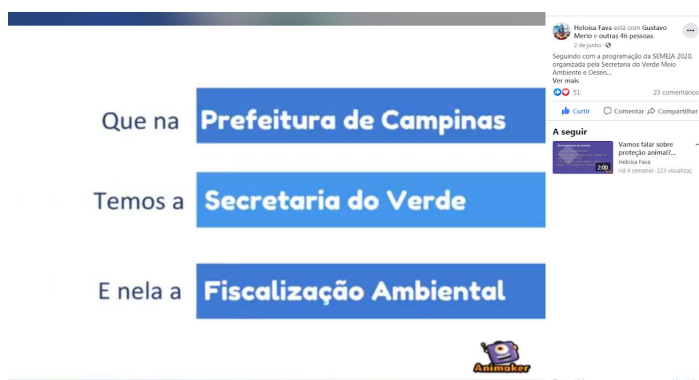 Que na Prefeitura de Campinas
Temos a Secretaria do Verde
E nela a Fiscalização Ambiental
Animaker
Heloisa Fava está com Gustavo
Merlo e outras 46 pessoas.
2 de junho ·
Seguindo com a programação da SEMEIA 2020,
organizada pela Secretaria do Verde Meio
Ambiente e Desen...
Ver mais
51 23 comentários
Curtir Comentar Compartilhar
A seguir
2:00
Vamos falar sobre
proteção animal?...
Heloisa Fava
Há 4 semanas · 223 visualizaç